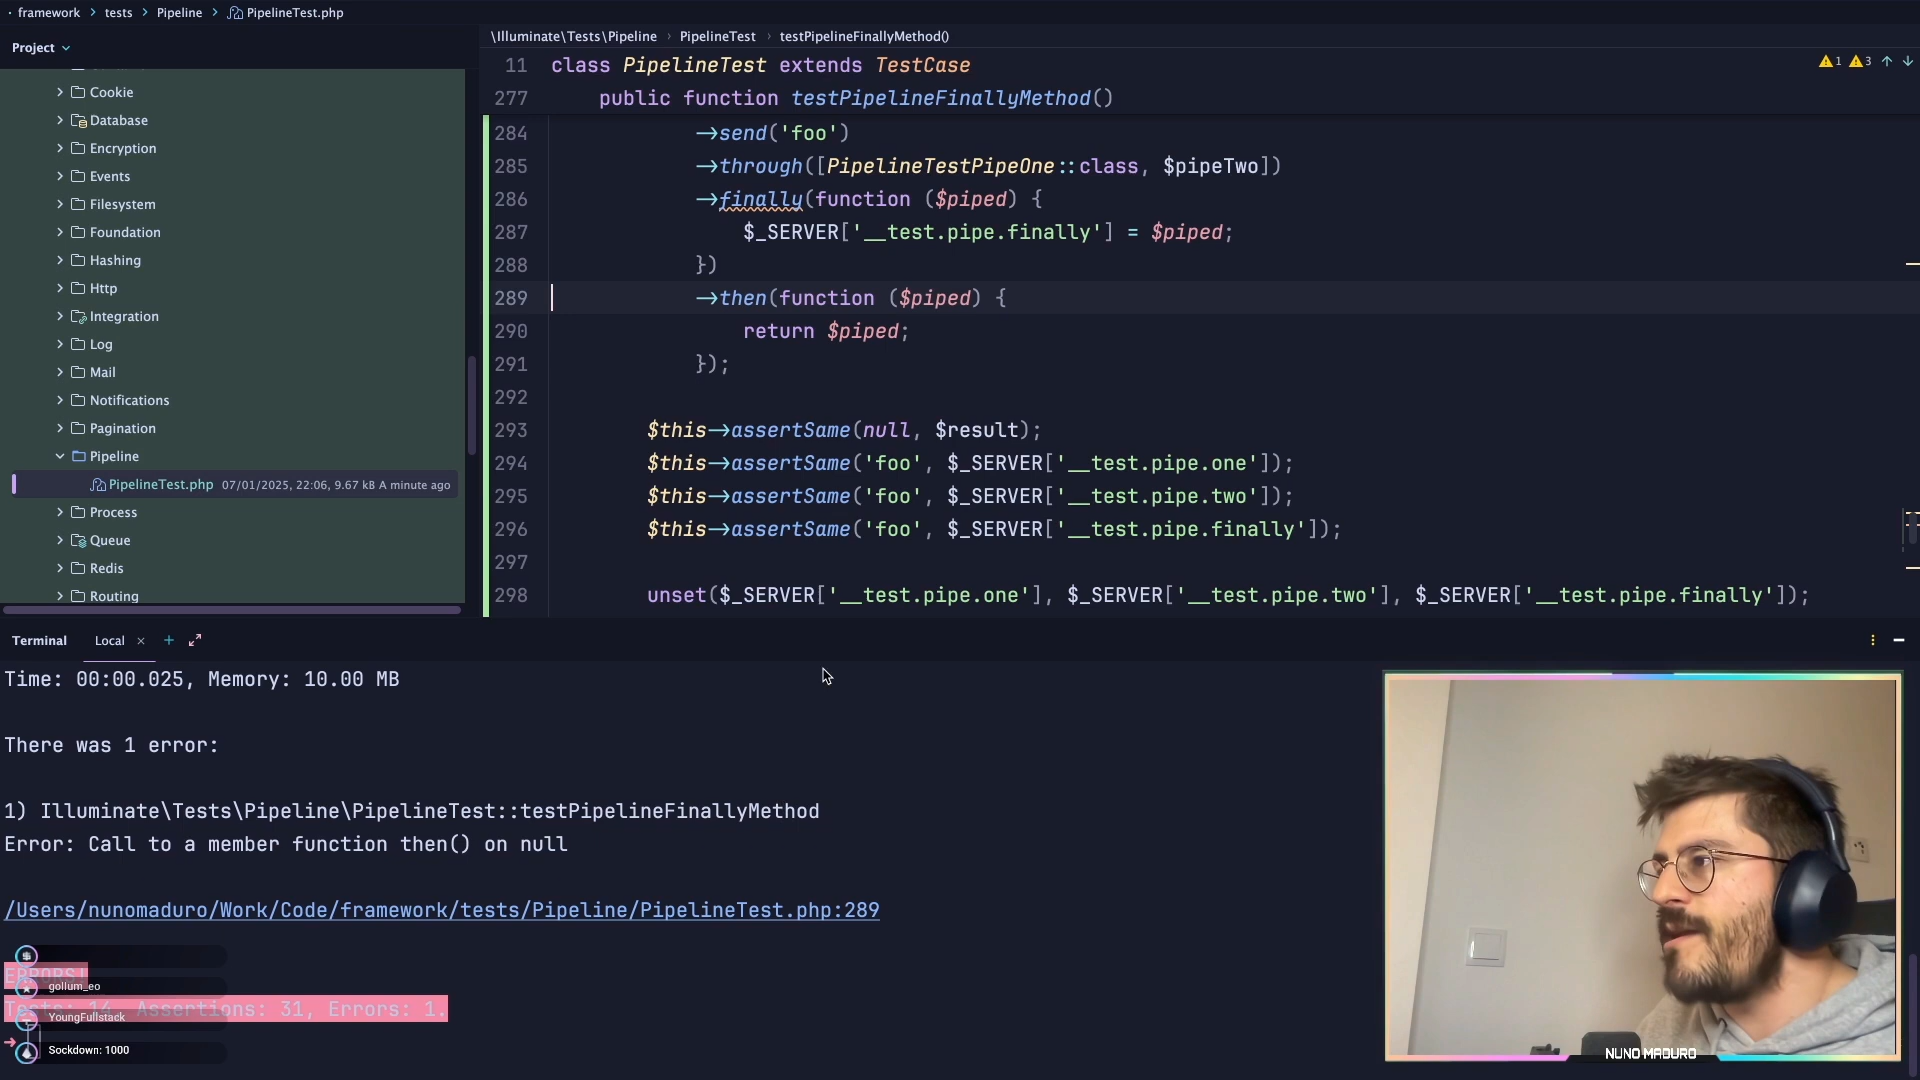 framework > tests > Pipeline > PipelineTest.php
Project
Cookie
Database
Encryption
Events
Filesystem
Foundation
Hashing
Http
Integration
Log
Mail
Notifications
Pagination
Pipeline
PipelineTest.php 07/01/2025, 22:06, 9.67 kB A minute ago
Process
Queue
Redis
Routing
\Illuminate\Tests\Pipeline > PipelineTest > testPipelineFinallyMethod()
1 3
11 class PipelineTest extends TestCase
277 public function testPipelineFinallyMethod()
284 ->send('foo')
285 ->through([PipelineTestPipeOne::class, $pipeTwo])
286 ->finally(function ($piped) {
287 $_SERVER['__test.pipe.finally'] = $piped;
288 })
289 ->then(function ($piped) {
290 return $piped;
291 });
292
293 $this->assertSame(null, $result);
294 $this->assertSame('foo', $_SERVER['__test.pipe.one']);
295 $this->assertSame('foo', $_SERVER['__test.pipe.two']);
296 $this->assertSame('foo', $_SERVER['__test.pipe.finally']);
297
298 unset($_SERVER['__test.pipe.one'], $_SERVER['__test.pipe.two'], $_SERVER['__test.pipe.finally']);
Terminal Local × +
Time: 00:00.025, Memory: 10.00 MB
There was 1 error:
1) Illuminate\Tests\Pipeline\PipelineTest::testPipelineFinallyMethod
Error: Call to a member function then() on null
/Users/nunomaduro/Work/Code/framework/tests/Pipeline/PipelineTest.php:289
ERRORS!
gollum_eo
Tests: 14, Assertions: 31, Errors: 1.
YoungFullstack
Sockdown: 1000
NUNO MADURO